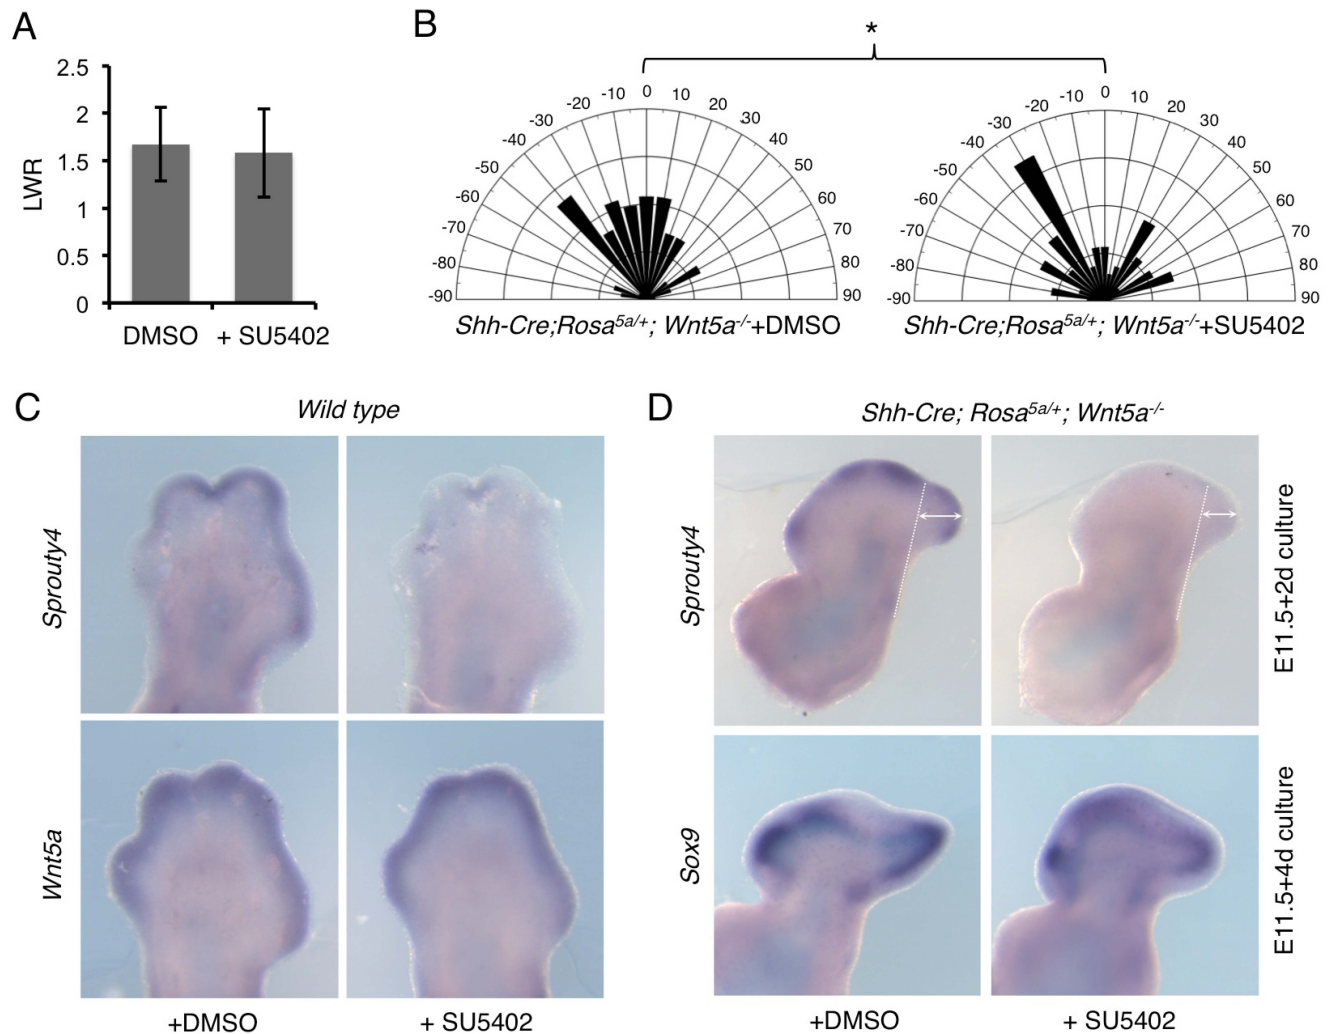 A
2.5
2
1.5
1
0.5
0
LWR
DMSO + SU5402
B
*
-90 -80 -70 -60 -50 -40 -30 -20 -10 0 10 20 30 40 50 60 70 80 90
Shh-Cre;Rosa5a/+; Wnt5a-/-+DMSO
-90 -80 -70 -60 -50 -40 -30 -20 -10 0 10 20 30 40 50 60 70 80 90
Shh-Cre;Rosa5a/+; Wnt5a-/-+SU5402
C
Wild type
Sprouty4
Wnt5a
+DMSO + SU5402
D
Shh-Cre; Rosa5a/+; Wnt5a-/-
Sprouty4
E11.5+2d culture
Sox9
E11.5+4d culture
+DMSO + SU5402